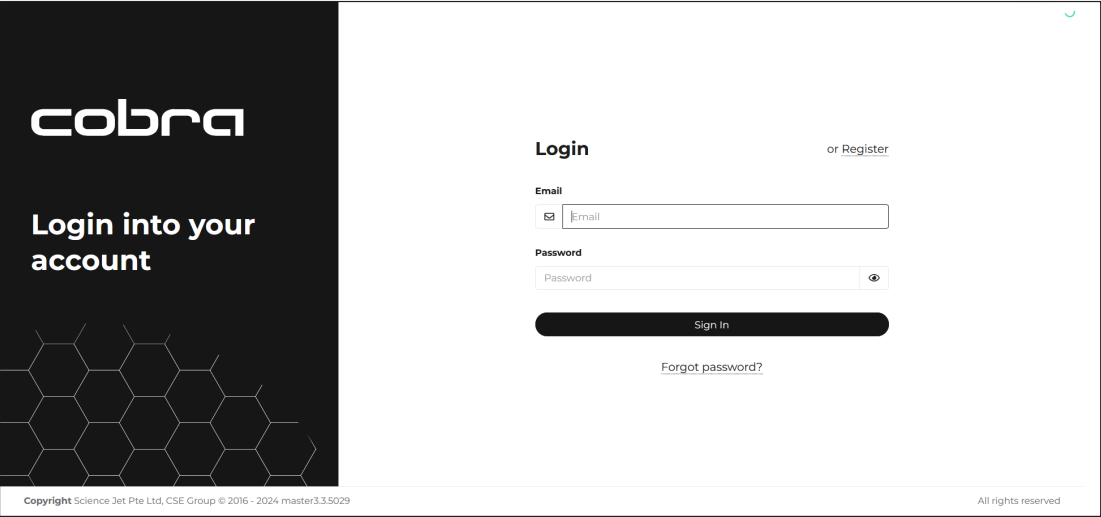 cobra
Login into your
account
Login
or Register
Email
Email
Password
Password
Sign In
Forgot password?
Copyright Science Jet Pte Ltd, CSE Group © 2016 - 2024 master3.3.5029
All rights reserved